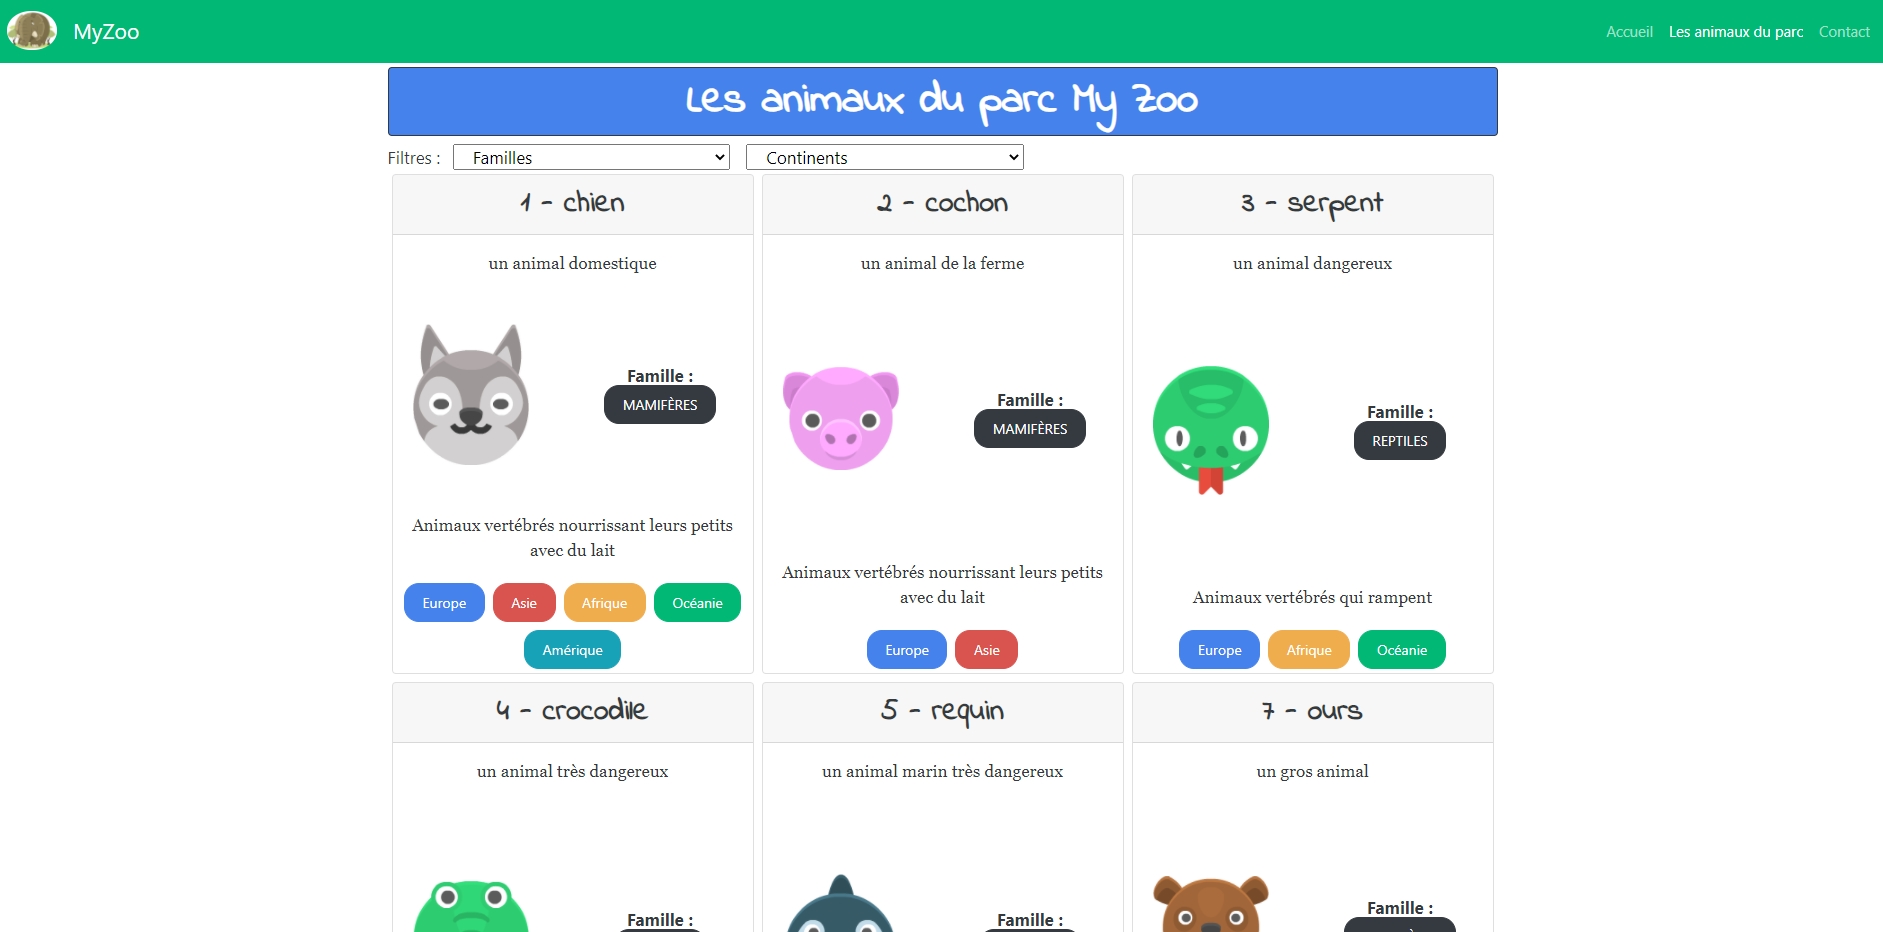 MyZoo
Accueil Les animaux du parc Contact
Les animaux du parc My Zoo
Filtres : Familles Continents
1 - chien
un animal domestique
Famille :
MAMIFÈRES
Animaux vertébrés nourrissant leurs petits
avec du lait
Europe Asie Afrique Océanie
Amérique
2 - cochon
un animal de la ferme
Famille :
MAMIFÈRES
Animaux vertébrés nourrissant leurs petits
avec du lait
Europe Asie
3 - serpent
un animal dangereux
Famille :
REPTILES
Animaux vertébrés qui rampent
Europe Afrique Océanie
4 - crocodile
un animal très dangereux
Famille :
5 - requin
un animal marin très dangereux
Famille :
7 - ours
un gros animal
Famille :